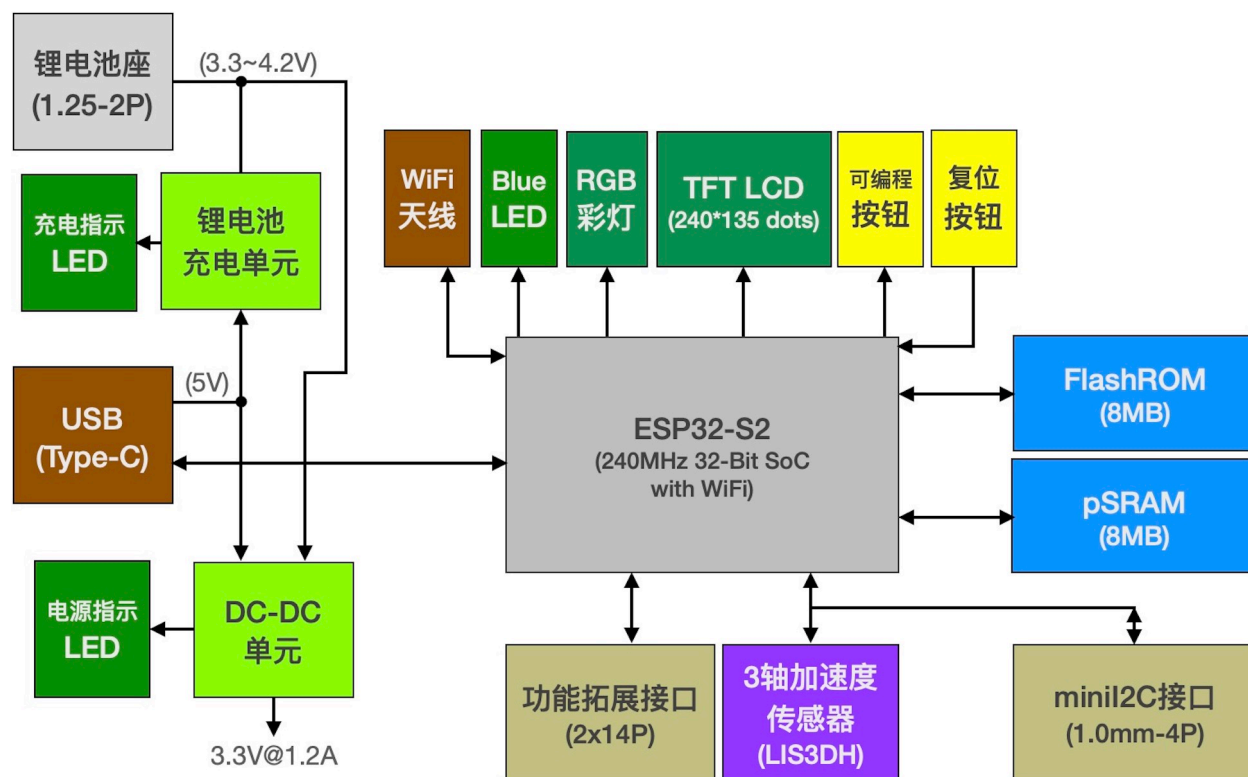 锂电池座
(1.25-2P)
(3.3~4.2V)
充电指示
LED
锂电池
充电单元
USB
(Type-C)
(5V)
电源指示
LED
DC-DC
单元
3.3V@1.2A
WiFi
天线
Blue
LED
RGB
彩灯
TFT LCD
(240*135 dots)
可编程
按钮
复位
按钮
ESP32-S2
(240MHz 32-Bit SoC
with WiFi)
FlashROM
(8MB)
pSRAM
(8MB)
功能拓展接口
(2x14P)
3轴加速度
传感器
(LIS3DH)
miniI2C接口
(1.0mm-4P)